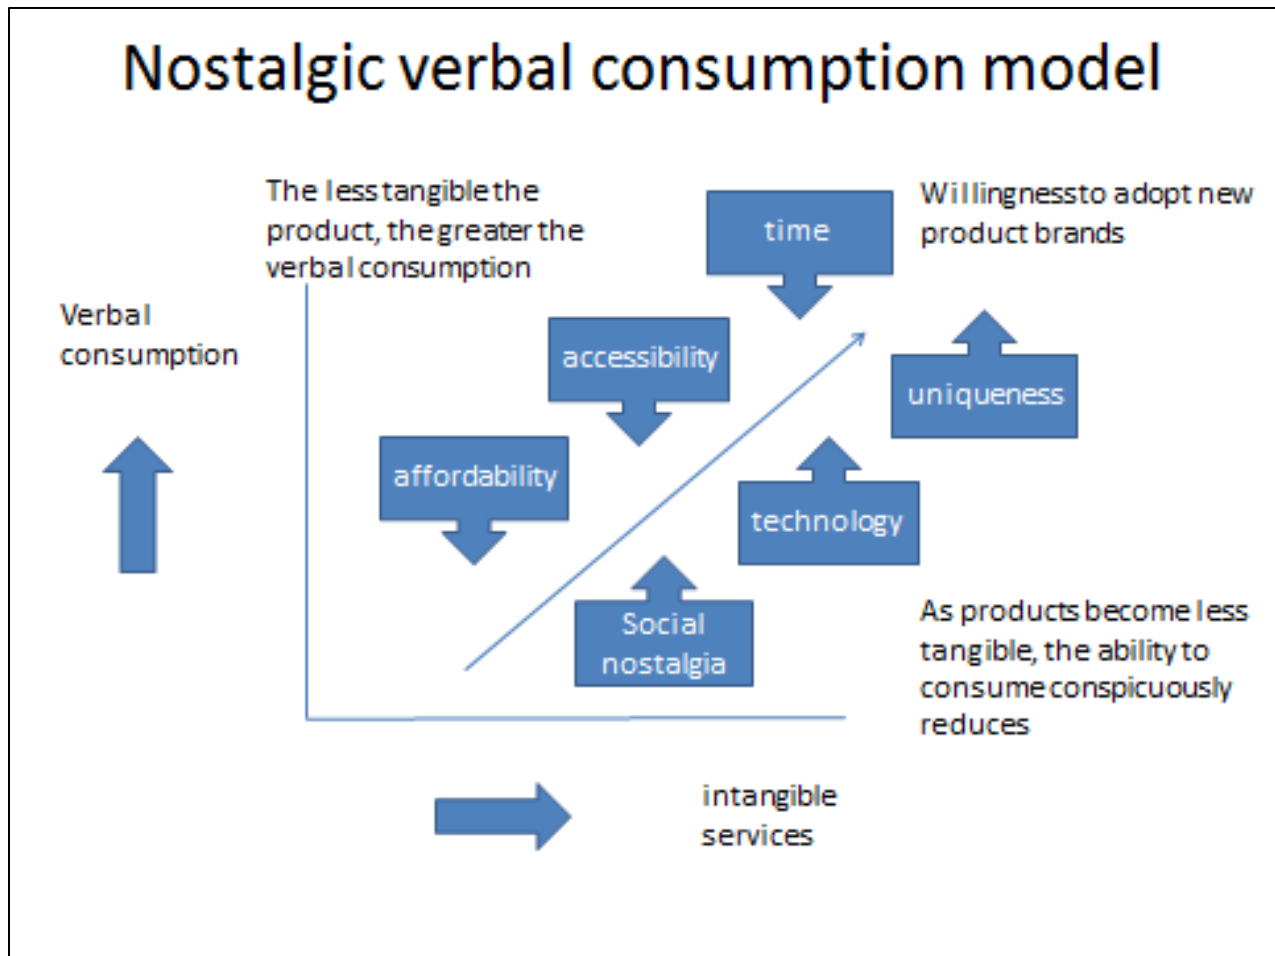 Nostalgic verbal consumption model
The less tangible the
product, the greater the
verbal consumption
time
Willingness to adopt new
product brands
Verbal
consumption
accessibility
uniqueness
affordability
technology
Social
nostalgia
As products become less
tangible, the ability to
consume conspicuously
reduces
intangible
services